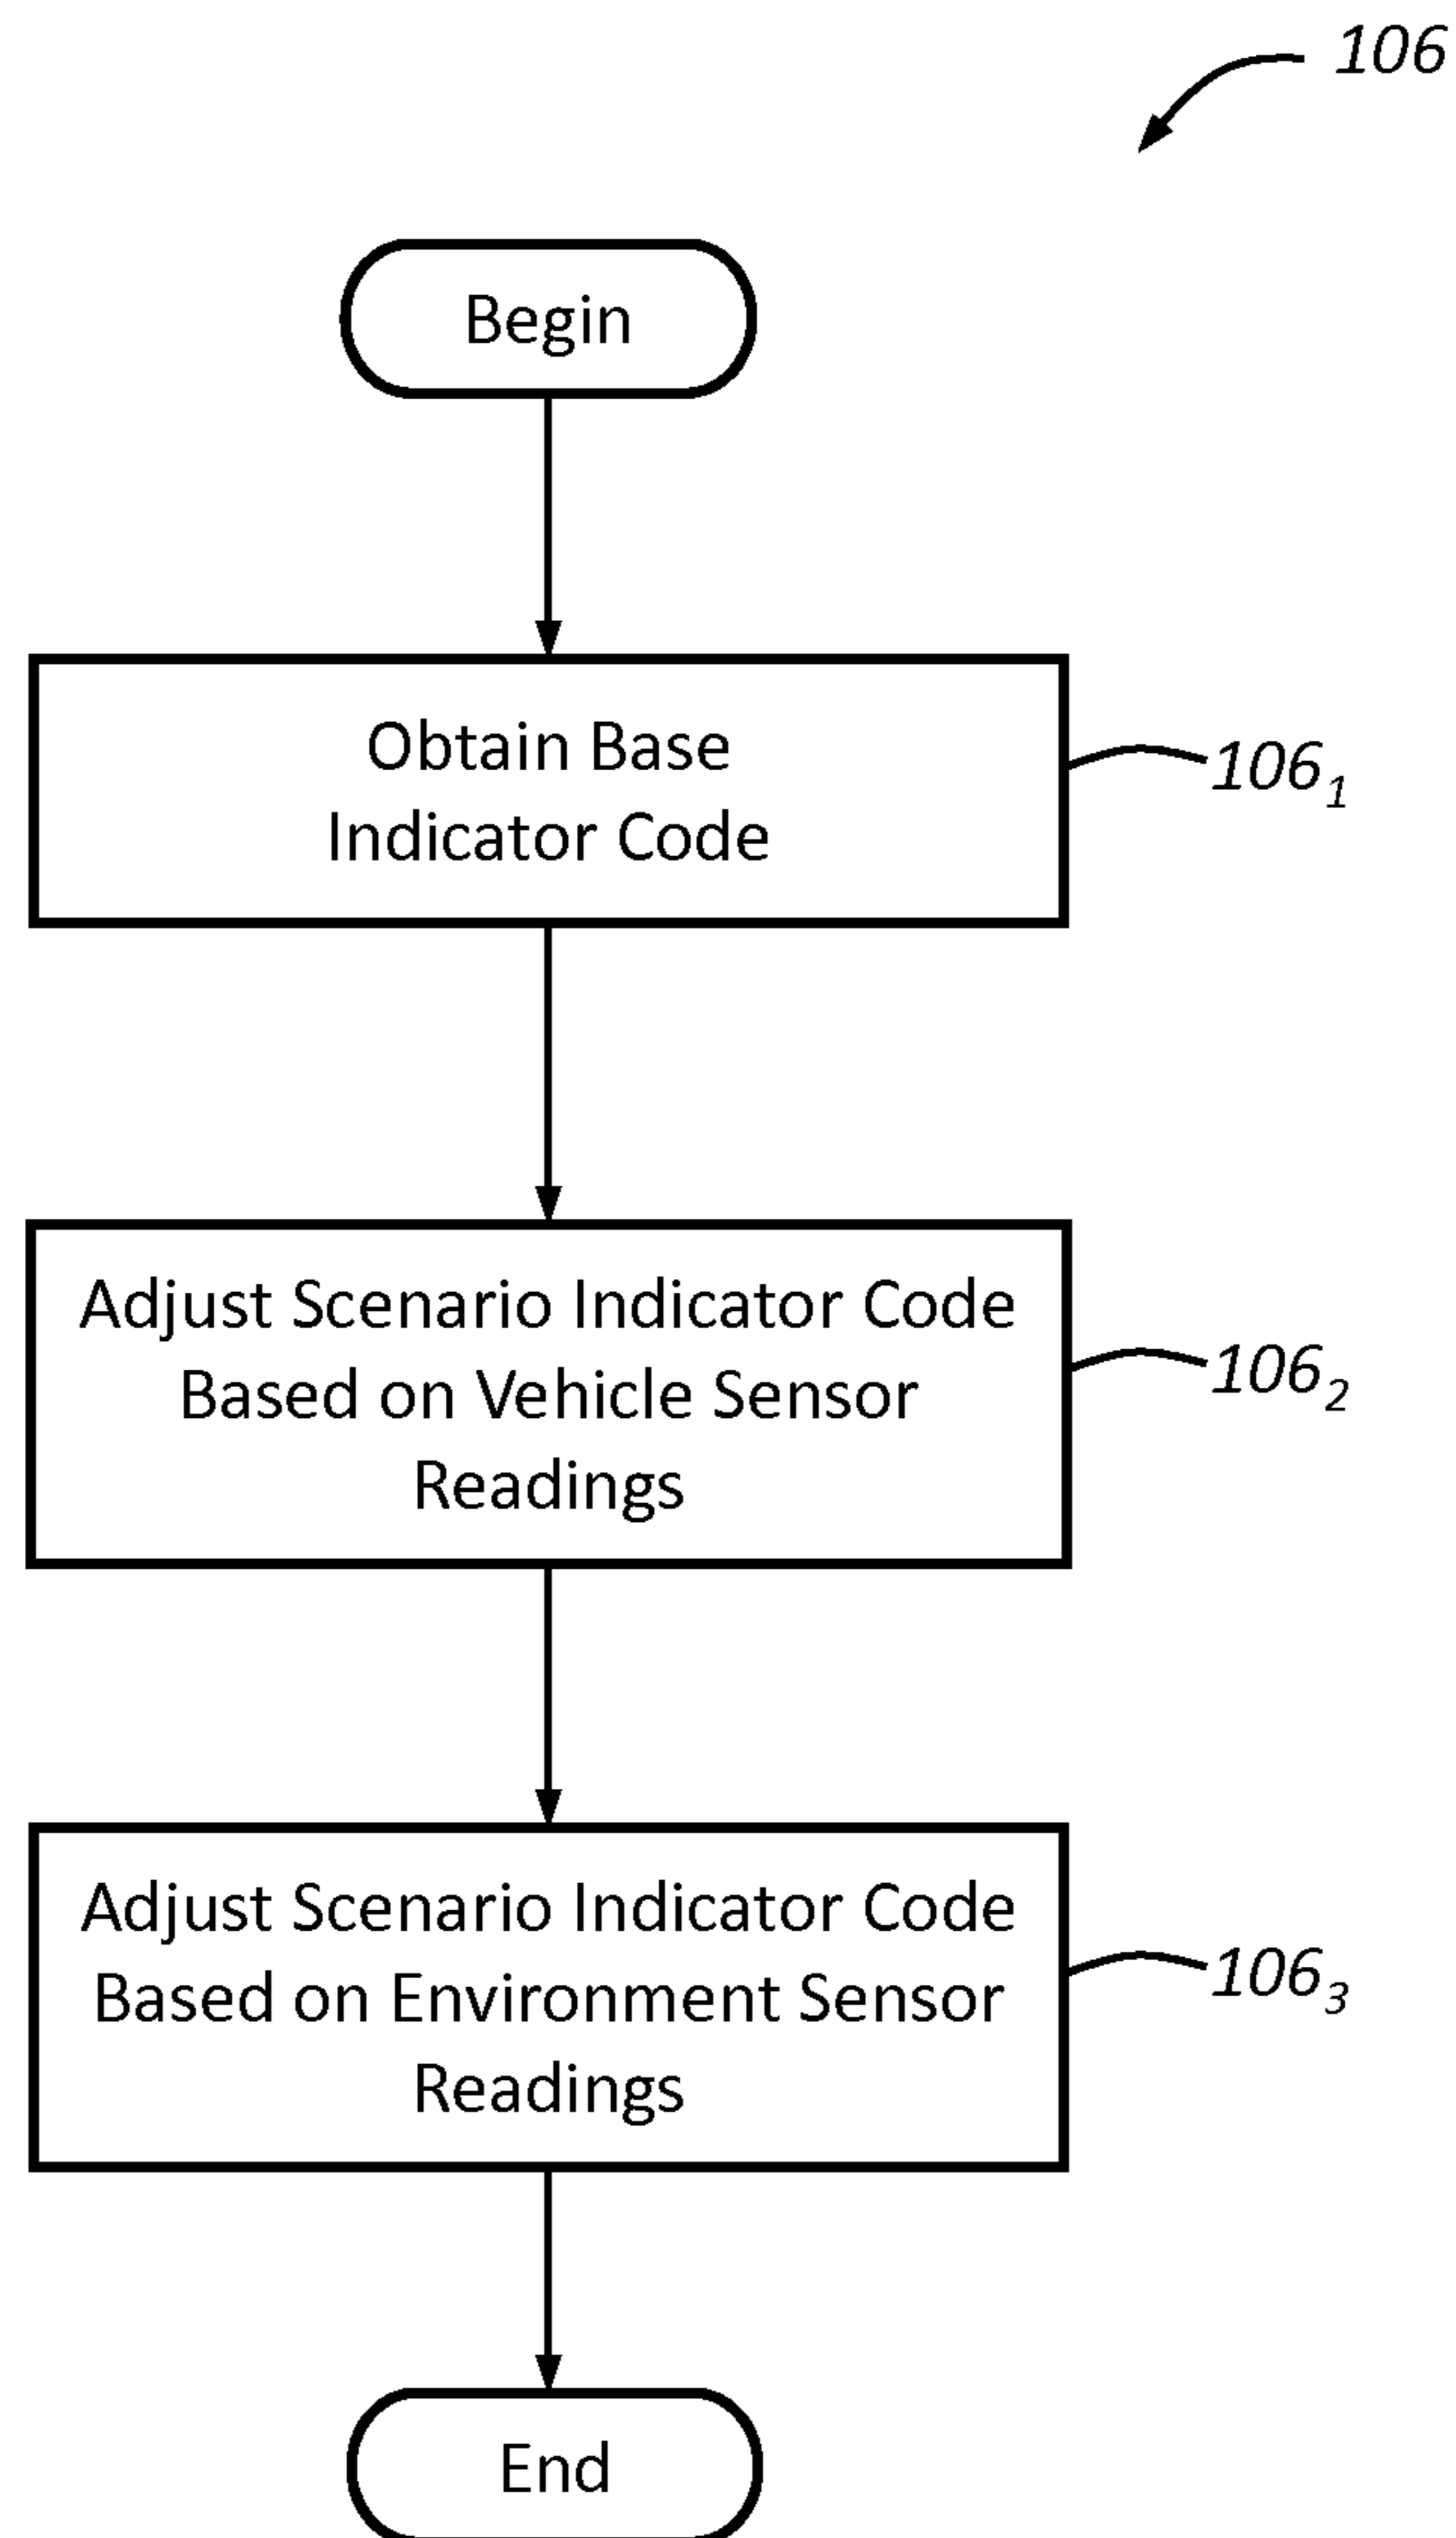 106
Begin
Obtain Base
Indicator Code
106₁
Adjust Scenario Indicator Code
Based on Vehicle Sensor
Readings
106₂
Adjust Scenario Indicator Code
Based on Environment Sensor
Readings
106₃
End